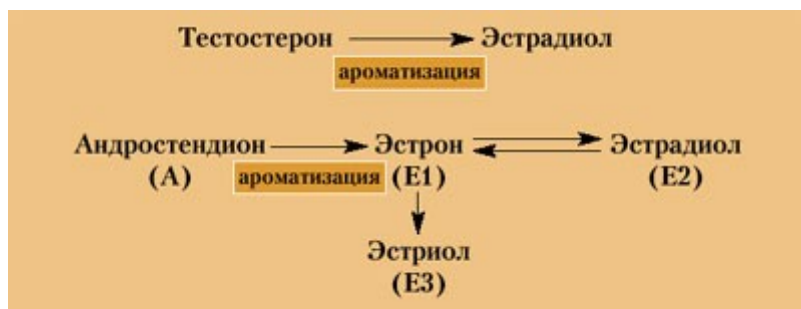 Тестостерон Эстрадиол
ароматизация
Андростендион Эстрон Эстрадиол
(А) ароматизация (Е1) (Е2)
Эстриол
(Е3)